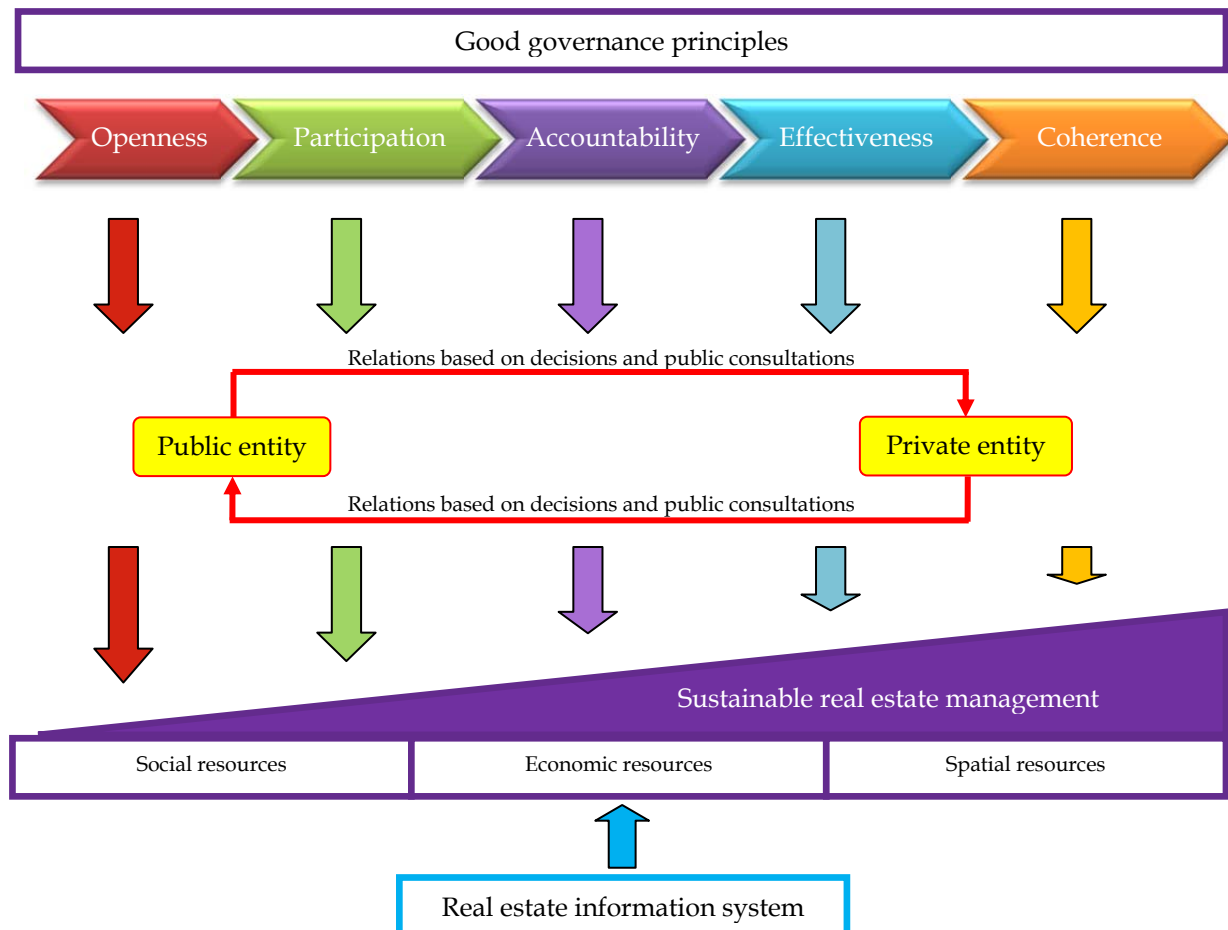 Good governance principles
Openness
Participation
Accountability
Effectiveness
Coherence
Relations based on decisions and public consultations
Public entity
Private entity
Relations based on decisions and public consultations
Sustainable real estate management
Social resources
Economic resources
Spatial resources
Real estate information system